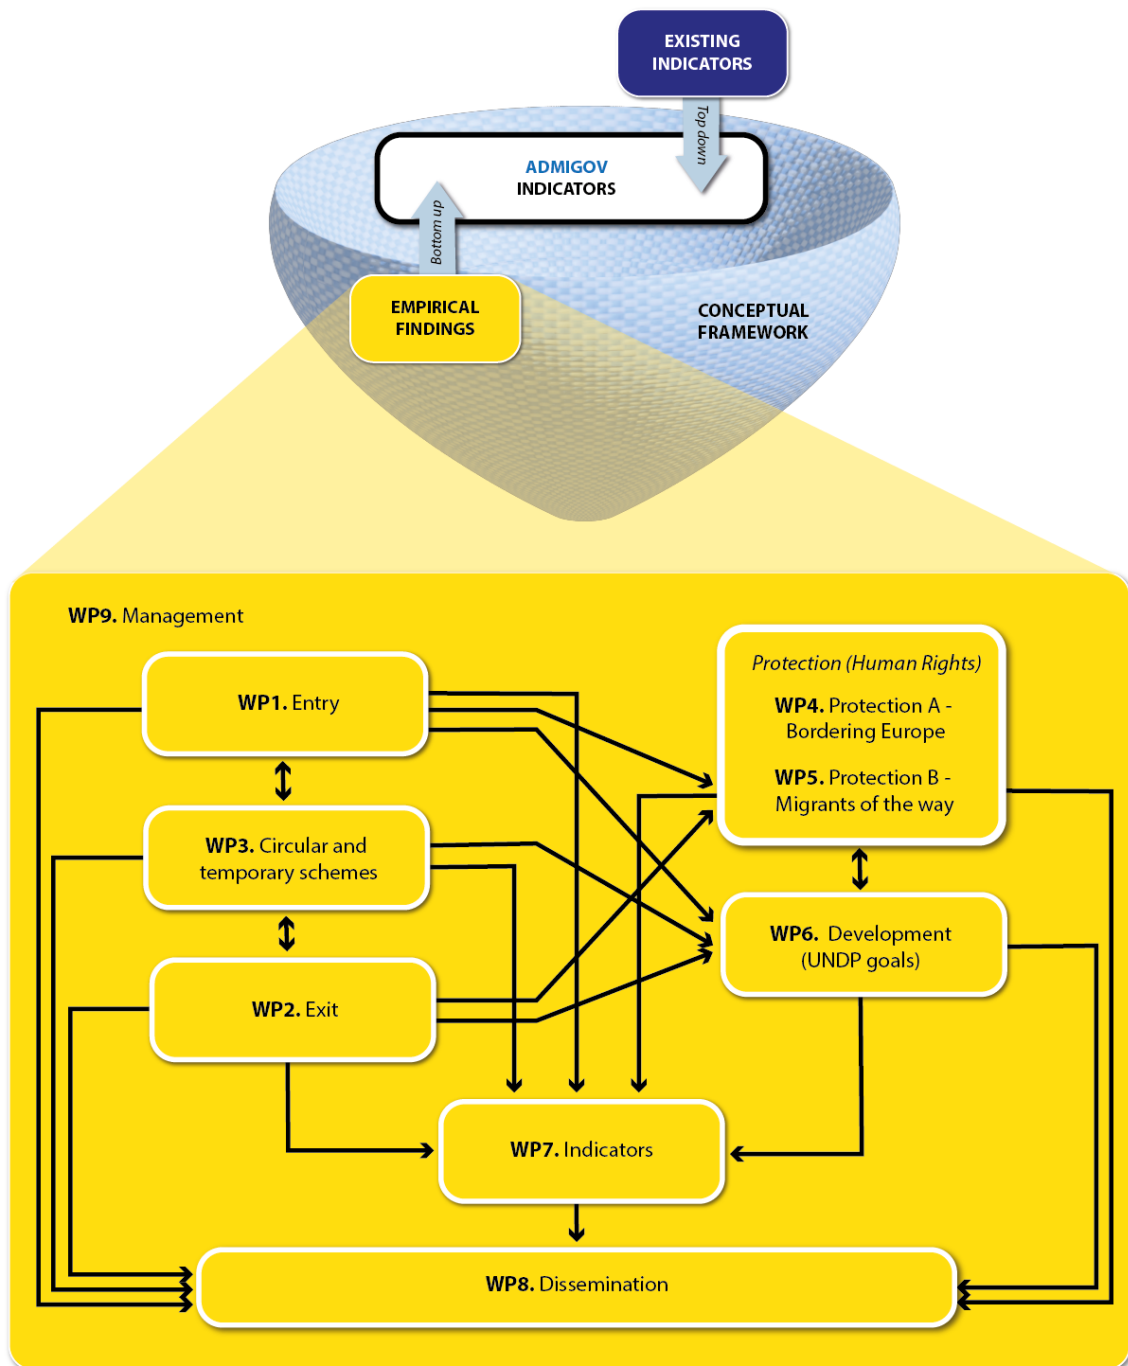 EXISTING
INDICATORS
Top down
ADMIGOV
INDICATORS
Bottom up
EMPIRICAL
FINDINGS
CONCEPTUAL
FRAMEWORK
WP9. Management
WP1. Entry
Protection (Human Rights)
WP4. Protection A -
Bordering Europe
WP5. Protection B -
Migrants of the way
WP3. Circular and
temporary schemes
WP6. Development
(UNDP goals)
WP2. Exit
WP7. Indicators
WP8. Dissemination